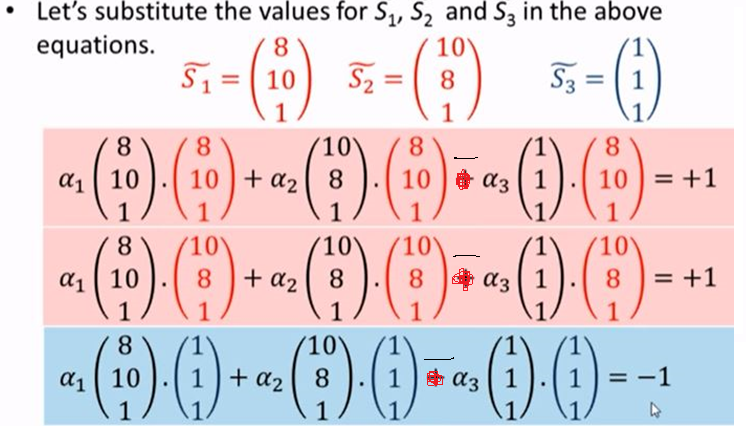 • Let's substitute the values for S₁, S₂ and S₃ in the above
equations.
S̃₁ = (8 10 1) S̃₂ = (10 8 1) S̃₃ = (1 1 1)
α₁ (8 10 1) . (8 10 1) + α₂ (10 8 1) . (8 10 1) − α₃ (1 1 1) . (8 10 1) = +1
α₁ (8 10 1) . (10 8 1) + α₂ (10 8 1) . (10 8 1) − α₃ (1 1 1) . (10 8 1) = +1
α₁ (8 10 1) . (1 1 1) + α₂ (10 8 1) . (1 1 1) − α₃ (1 1 1) . (1 1 1) = −1